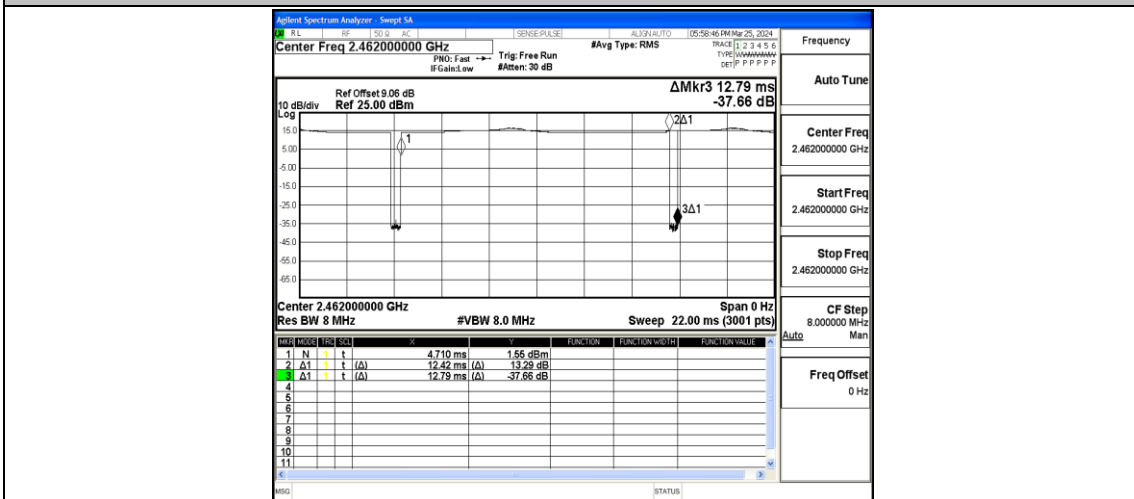 Agilent Spectrum Analyzer - Swept SA
RL RF 50 Ω AC SENSE:PULSE ALIGN AUTO 05:58:46 PM Mar 25, 2024
Center Freq 2.462000000 GHz #Avg Type: RMS TRACE 1 2 3 4 5 6
PNO: Fast Trig: Free Run TYPE
IFGain:Low #Atten: 30 dB DET P P P P P P
Ref Offset 9.06 dB ΔMkr3 12.79 ms
10 dB/div Ref 25.00 dBm -37.66 dB
Log
15.0
5.00
-5.00
-15.0
-25.0
-35.0
-45.0
-55.0
-65.0
1
2Δ1
3Δ1
Center 2.462000000 GHz Span 0 Hz
Res BW 8 MHz #VBW 8.0 MHz Sweep 22.00 ms (3001 pts)
MKR MODE TRC SCL X Y FUNCTION FUNCTION WIDTH FUNCTION VALUE
1 N 1 t 4.710 ms 1.55 dBm
2 Δ1 1 t (Δ) 12.42 ms (Δ) 13.29 dB
3 Δ1 1 t (Δ) 12.79 ms (Δ) -37.66 dB
4
5
6
7
8
9
10
11
MSG STATUS
Frequency
Auto Tune
Center Freq
2.462000000 GHz
Start Freq
2.462000000 GHz
Stop Freq
2.462000000 GHz
CF Step
8.000000 MHz
Auto Man
Freq Offset
0 Hz